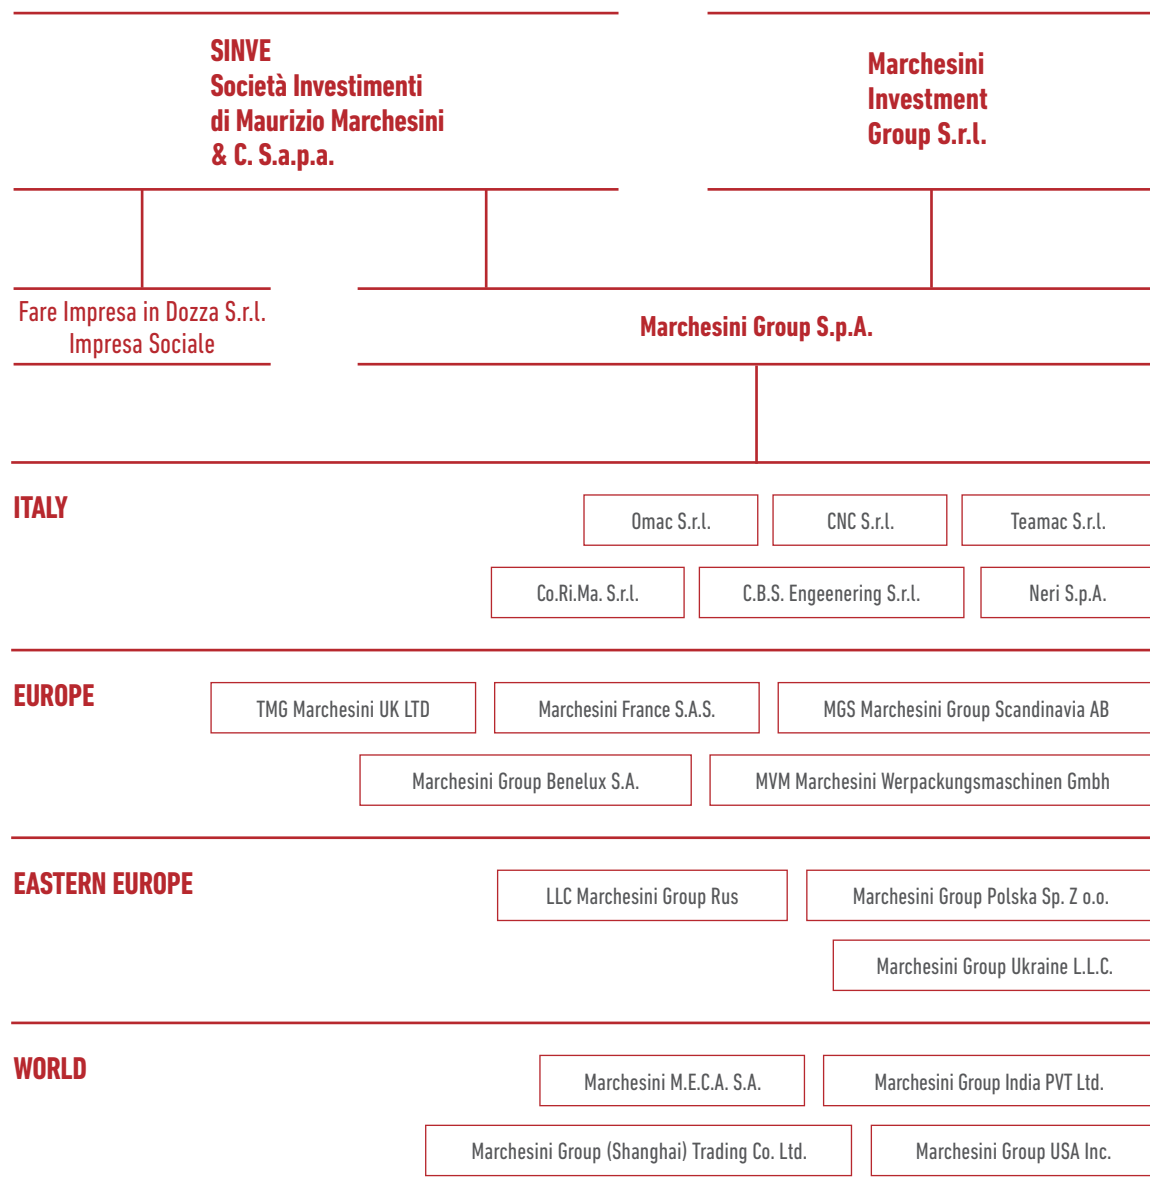 SINVE
Società Investimenti
di Maurizio Marchesini
& C. S.a.p.a.
Marchesini
Investment
Group S.r.l.
Fare Impresa in Dozza S.r.l.
Impresa Sociale
Marchesini Group S.p.A.
ITALY
Omac S.r.l.
CNC S.r.l.
Teamac S.r.l.
Co.Ri.Ma. S.r.l.
C.B.S. Engeenering S.r.l.
Neri S.p.A.
EUROPE
TMG Marchesini UK LTD
Marchesini France S.A.S.
MGS Marchesini Group Scandinavia AB
Marchesini Group Benelux S.A.
MVM Marchesini Werpackungsmaschinen Gmbh
EASTERN EUROPE
LLC Marchesini Group Rus
Marchesini Group Polska Sp. Z o.o.
Marchesini Group Ukraine L.L.C.
WORLD
Marchesini M.E.C.A. S.A.
Marchesini Group India PVT Ltd.
Marchesini Group (Shanghai) Trading Co. Ltd.
Marchesini Group USA Inc.